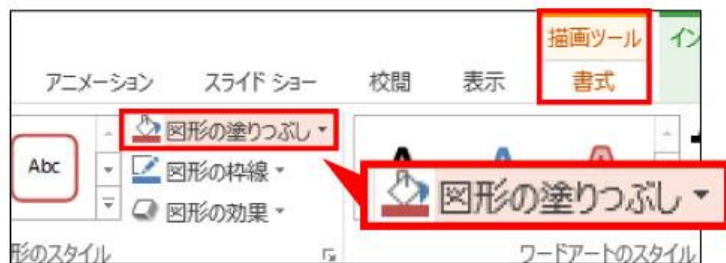 描画ツール イン
アニメーション スライド ショー 校閲 表示 書式
図形の塗りつぶし
Abc
図形の枠線
図形の効果
図形の塗りつぶし
形のスタイル
ワードアートのスタイル